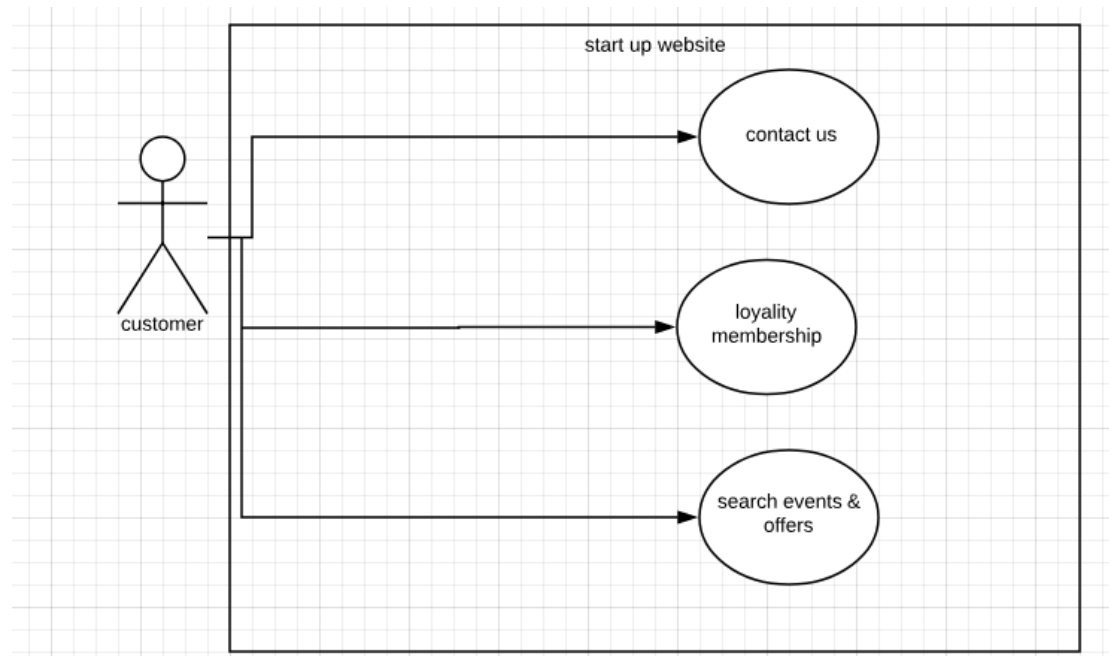 start up website
contact us
customer
loyality
membership
search events &
offers